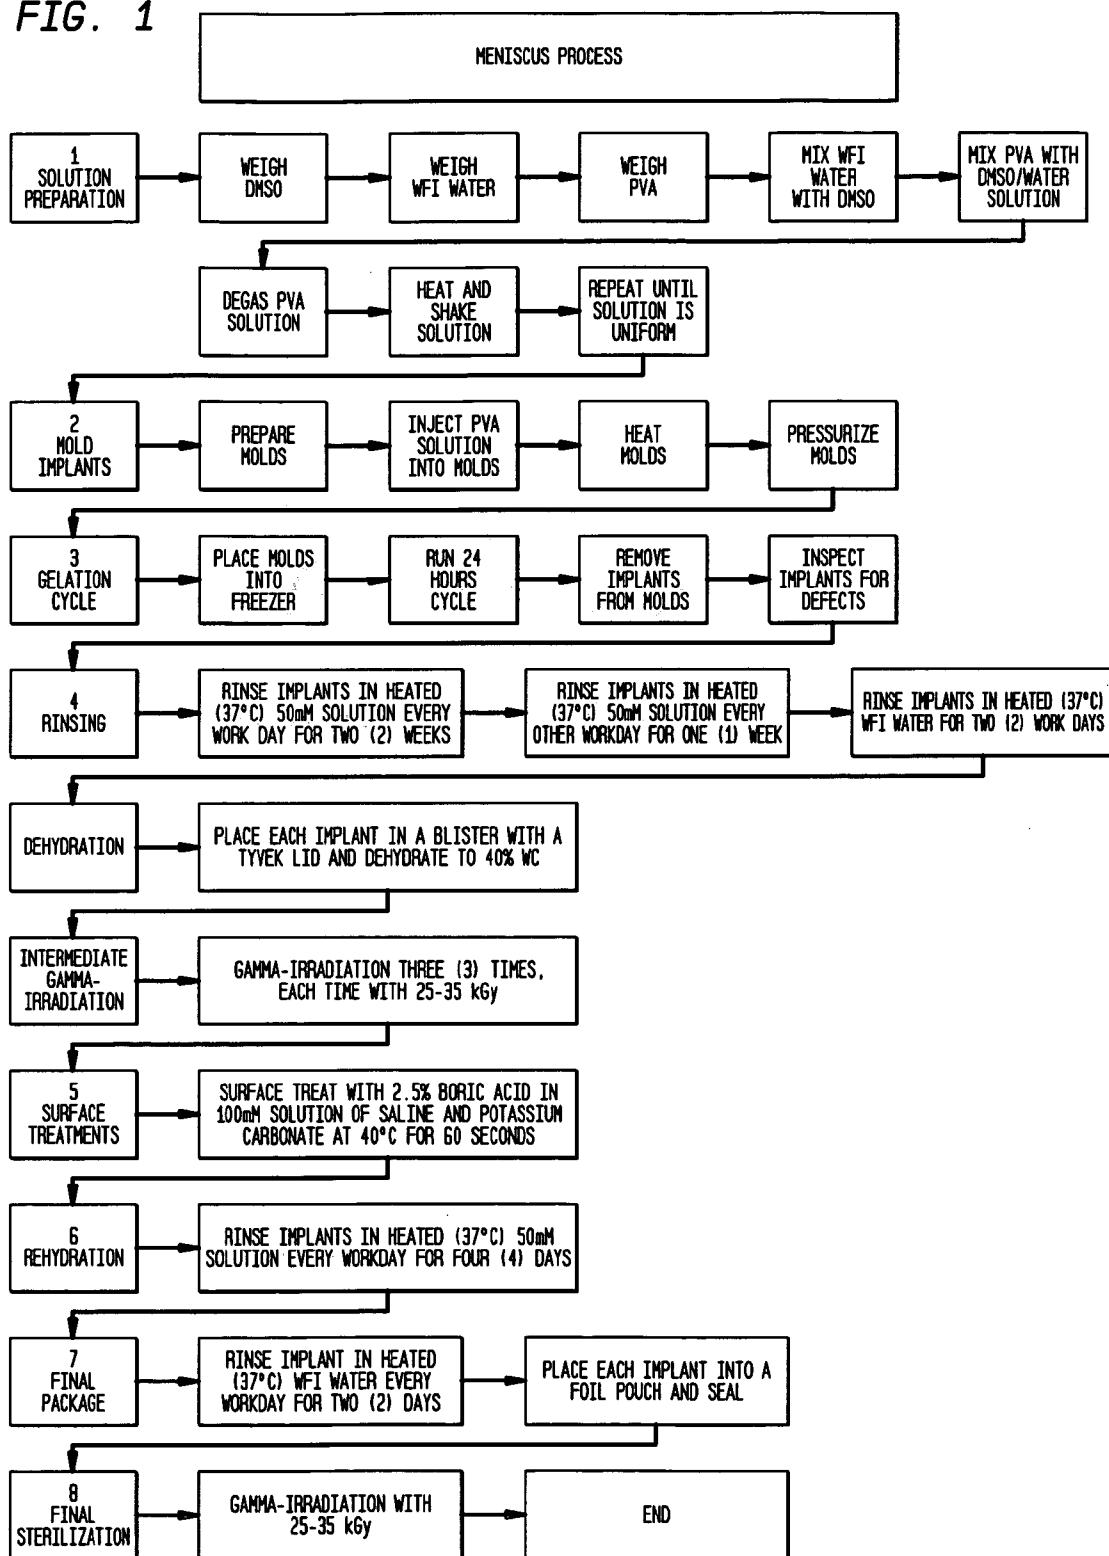 FIG. 1
MENISCUS PROCESS
1
SOLUTION
PREPARATION
WEIGH
DMSO
WEIGH
WFI WATER
WEIGH
PVA
MIX WFI
WATER
WITH DMSO
MIX PVA WITH
DMSO/WATER
SOLUTION
DEGAS PVA
SOLUTION
HEAT AND
SHAKE
SOLUTION
REPEAT UNTIL
SOLUTION IS
UNIFORM
2
MOLD
IMPLANTS
PREPARE
MOLDS
INJECT PVA
SOLUTION
INTO MOLDS
HEAT
MOLDS
PRESSURIZE
MOLDS
3
GELATION
CYCLE
PLACE MOLDS
INTO
FREEZER
RUN 24
HOURS
CYCLE
REMOVE
IMPLANTS
FROM MOLDS
INSPECT
IMPLANTS FOR
DEFECTS
4
RINSING
RINSE IMPLANTS IN HEATED
(37°C) 50mM SOLUTION EVERY
WORK DAY FOR TWO (2) WEEKS
RINSE IMPLANTS IN HEATED
(37°C) 50mM SOLUTION EVERY
OTHER WORKDAY FOR ONE (1) WEEK
RINSE IMPLANTS IN HEATED (37°C)
WFI WATER FOR TWO (2) WORK DAYS
DEHYDRATION
PLACE EACH IMPLANT IN A BLISTER WITH A
TYVEK LID AND DEHYDRATE TO 40% WC
INTERMEDIATE
GAMMA-
IRRADIATION
GAMMA-IRRADIATION THREE (3) TIMES,
EACH TIME WITH 25-35 kGy
5
SURFACE
TREATMENTS
SURFACE TREAT WITH 2.5% BORIC ACID IN
100mM SOLUTION OF SALINE AND POTASSIUM
CARBONATE AT 40°C FOR 60 SECONDS
6
REHYDRATION
RINSE IMPLANTS IN HEATED (37°C) 50mM
SOLUTION EVERY WORKDAY FOR FOUR (4) DAYS
7
FINAL
PACKAGE
RINSE IMPLANT IN HEATED
(37°C) WFI WATER EVERY
WORKDAY FOR TWO (2) DAYS
PLACE EACH IMPLANT INTO A
FOIL POUCH AND SEAL
8
FINAL
STERILIZATION
GAMMA-IRRADIATION WITH
25-35 kGy
END